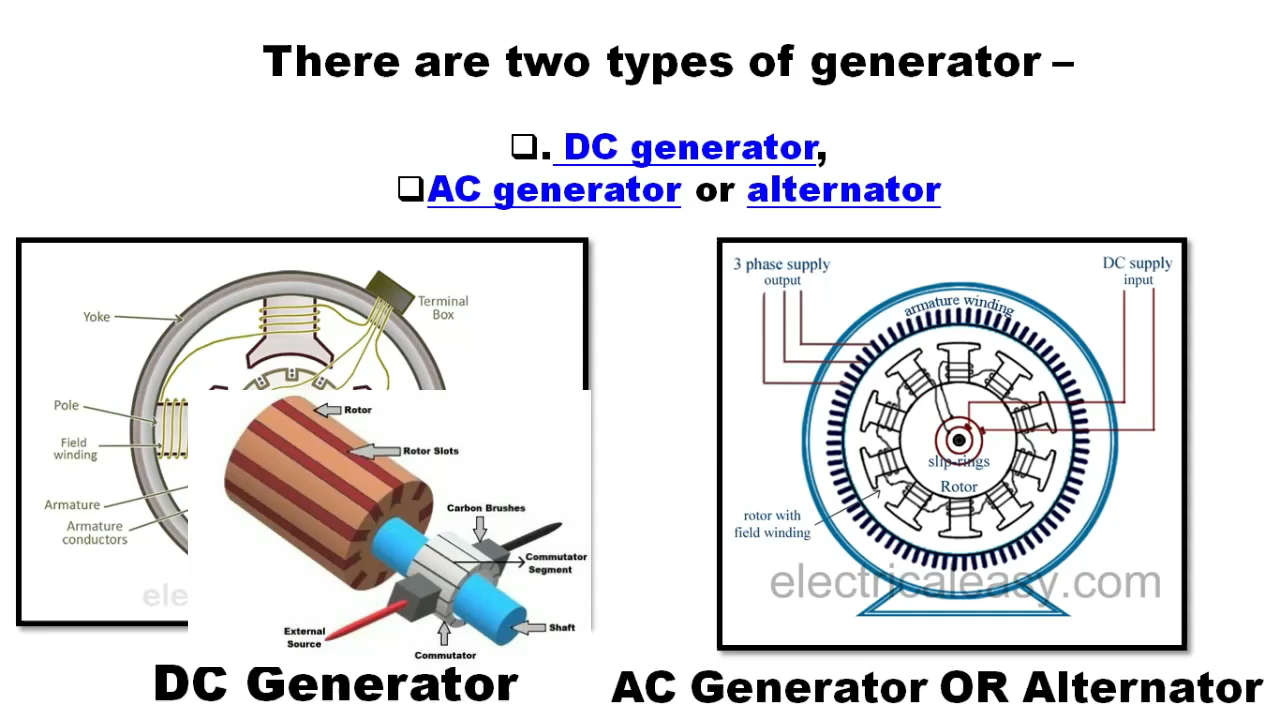 There are two types of generator –
❑. DC generator,
❑AC generator or alternator
Yoke
Terminal
Box
Pole
Field
winding
Armature
Armature
conductors
ele
Rotor
Rotor Slots
Carbon Brushes
Commutator
Segment
External
Source
Shaft
Commutator
DC Generator
3 phase supply
output
DC supply
input
armature winding
slip-rings
Rotor
rotor with
field winding
electricaleasy.com
AC Generator OR Alternator